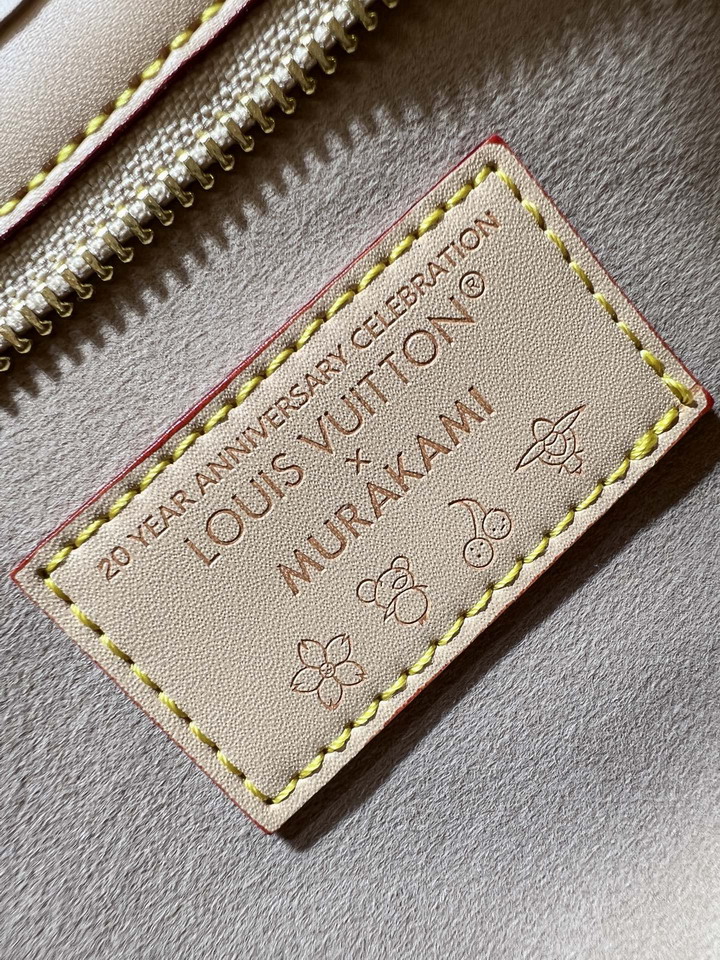 20 YEAR ANNIVERSARY CELEBRATION
LOUIS VUITTON®
×
MURAKAMI